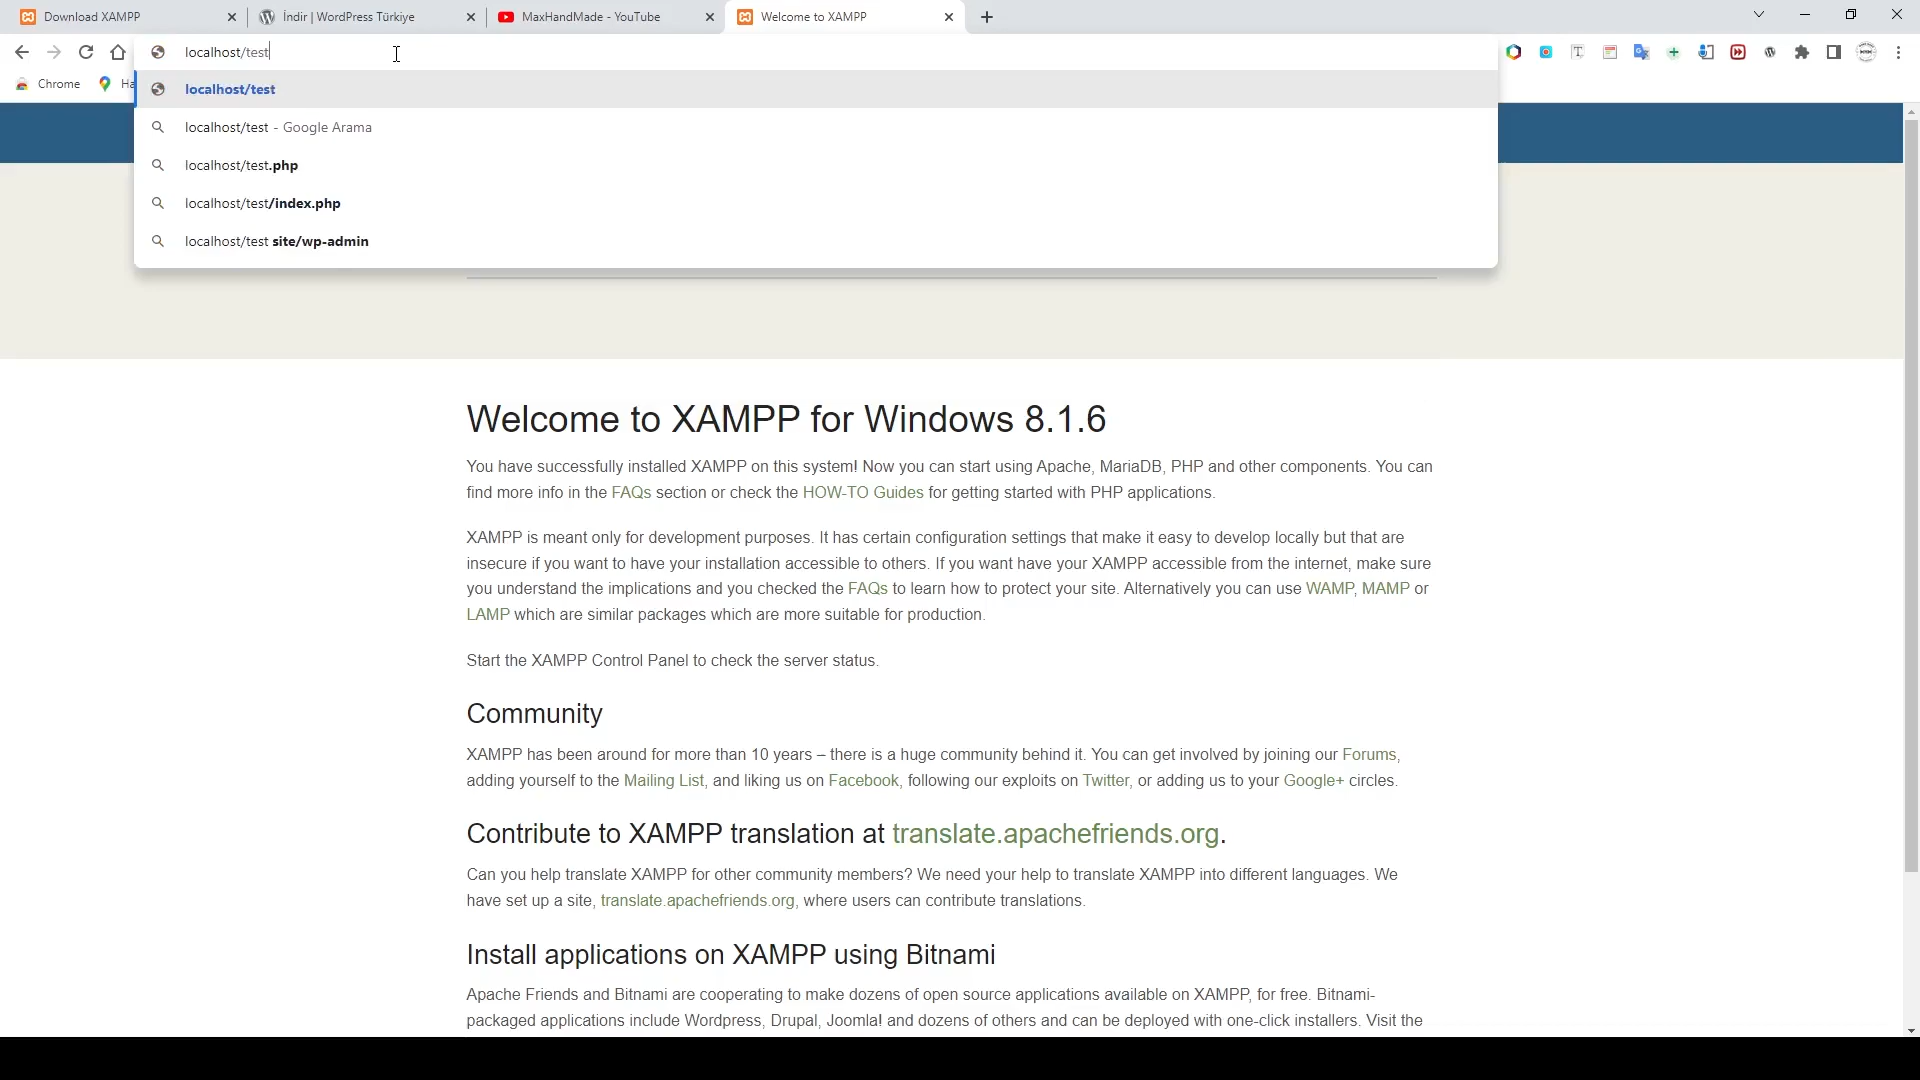 Download XAMPP
İndir | WordPress Türkiye
MaxHandMade - YouTube
Welcome to XAMPP
localhost/test
Chrome
Ha
localhost/test
localhost/test - Google Arama
localhost/test.php
localhost/test/index.php
localhost/test site/wp-admin
Welcome to XAMPP for Windows 8.1.6
You have successfully installed XAMPP on this system! Now you can start using Apache, MariaDB, PHP and other components. You can
find more info in the FAQs section or check the HOW-TO Guides for getting started with PHP applications.
XAMPP is meant only for development purposes. It has certain configuration settings that make it easy to develop locally but that are
insecure if you want to have your installation accessible to others. If you want have your XAMPP accessible from the internet, make sure
you understand the implications and you checked the FAQs to learn how to protect your site. Alternatively you can use WAMP, MAMP or
LAMP which are similar packages which are more suitable for production.
Start the XAMPP Control Panel to check the server status.
Community
XAMPP has been around for more than 10 years – there is a huge community behind it. You can get involved by joining our Forums,
adding yourself to the Mailing List, and liking us on Facebook, following our exploits on Twitter, or adding us to your Google+ circles.
Contribute to XAMPP translation at translate.apachefriends.org.
Can you help translate XAMPP for other community members? We need your help to translate XAMPP into different languages. We
have set up a site, translate.apachefriends.org, where users can contribute translations.
Install applications on XAMPP using Bitnami
Apache Friends and Bitnami are cooperating to make dozens of open source applications available on XAMPP, for free. Bitnami-
packaged applications include Wordpress, Drupal, Joomla! and dozens of others and can be deployed with one-click installers. Visit the